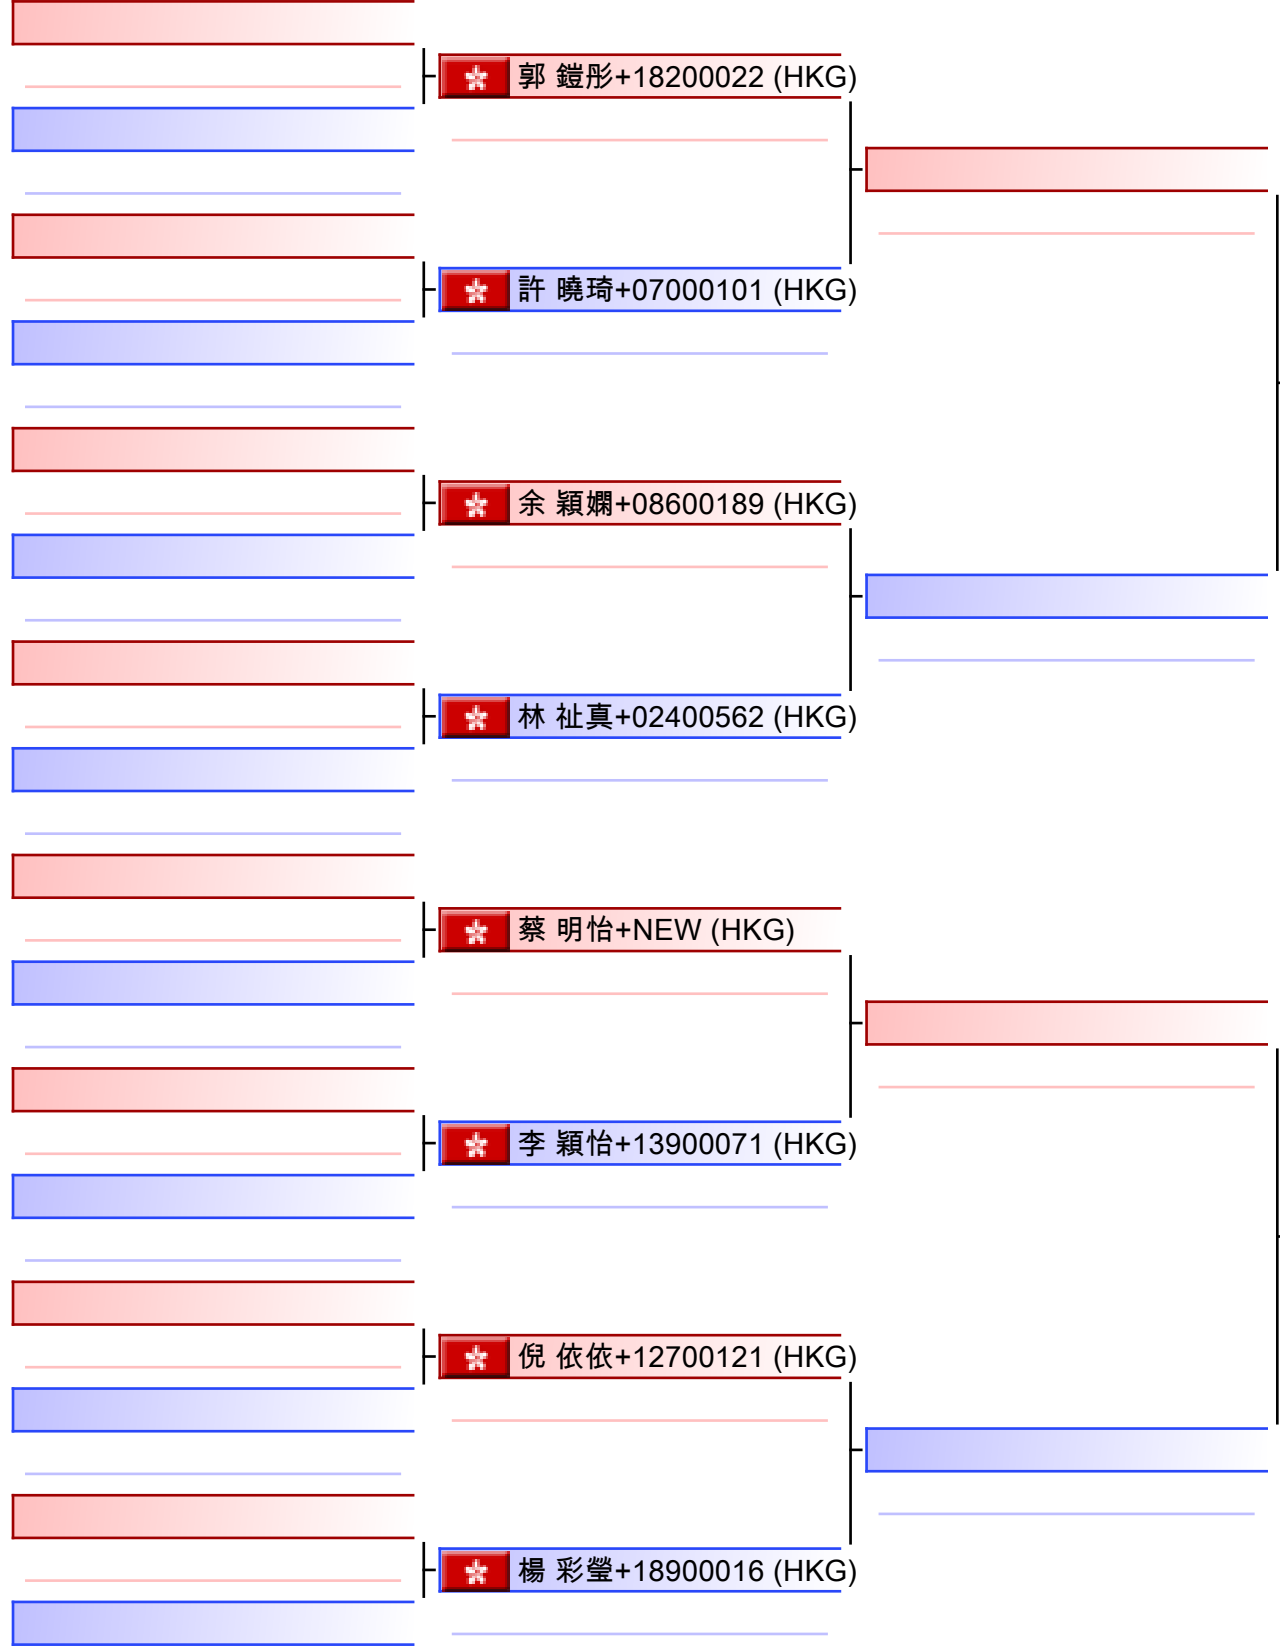 郭 鎧彤+18200022 (HKG)
許 曉琦+07000101 (HKG)
余 穎嫻+08600189 (HKG)
林 祉真+02400562 (HKG)
蔡 明怡+NEW (HKG)
李 穎怡+13900071 (HKG)
倪 依依+12700121 (HKG)
楊 彩瑩+18900016 (HKG)